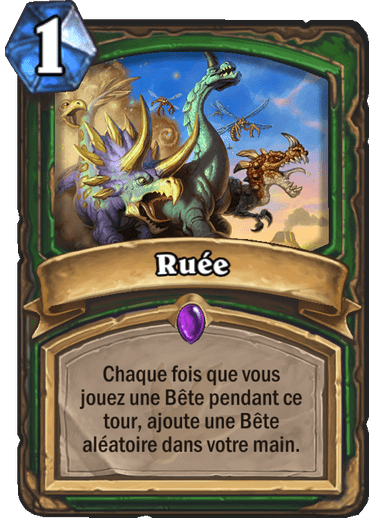 1
Ruée
Chaque fois que vous
jouez une Bête pendant ce
tour, ajoute une Bête
aléatoire dans votre main.